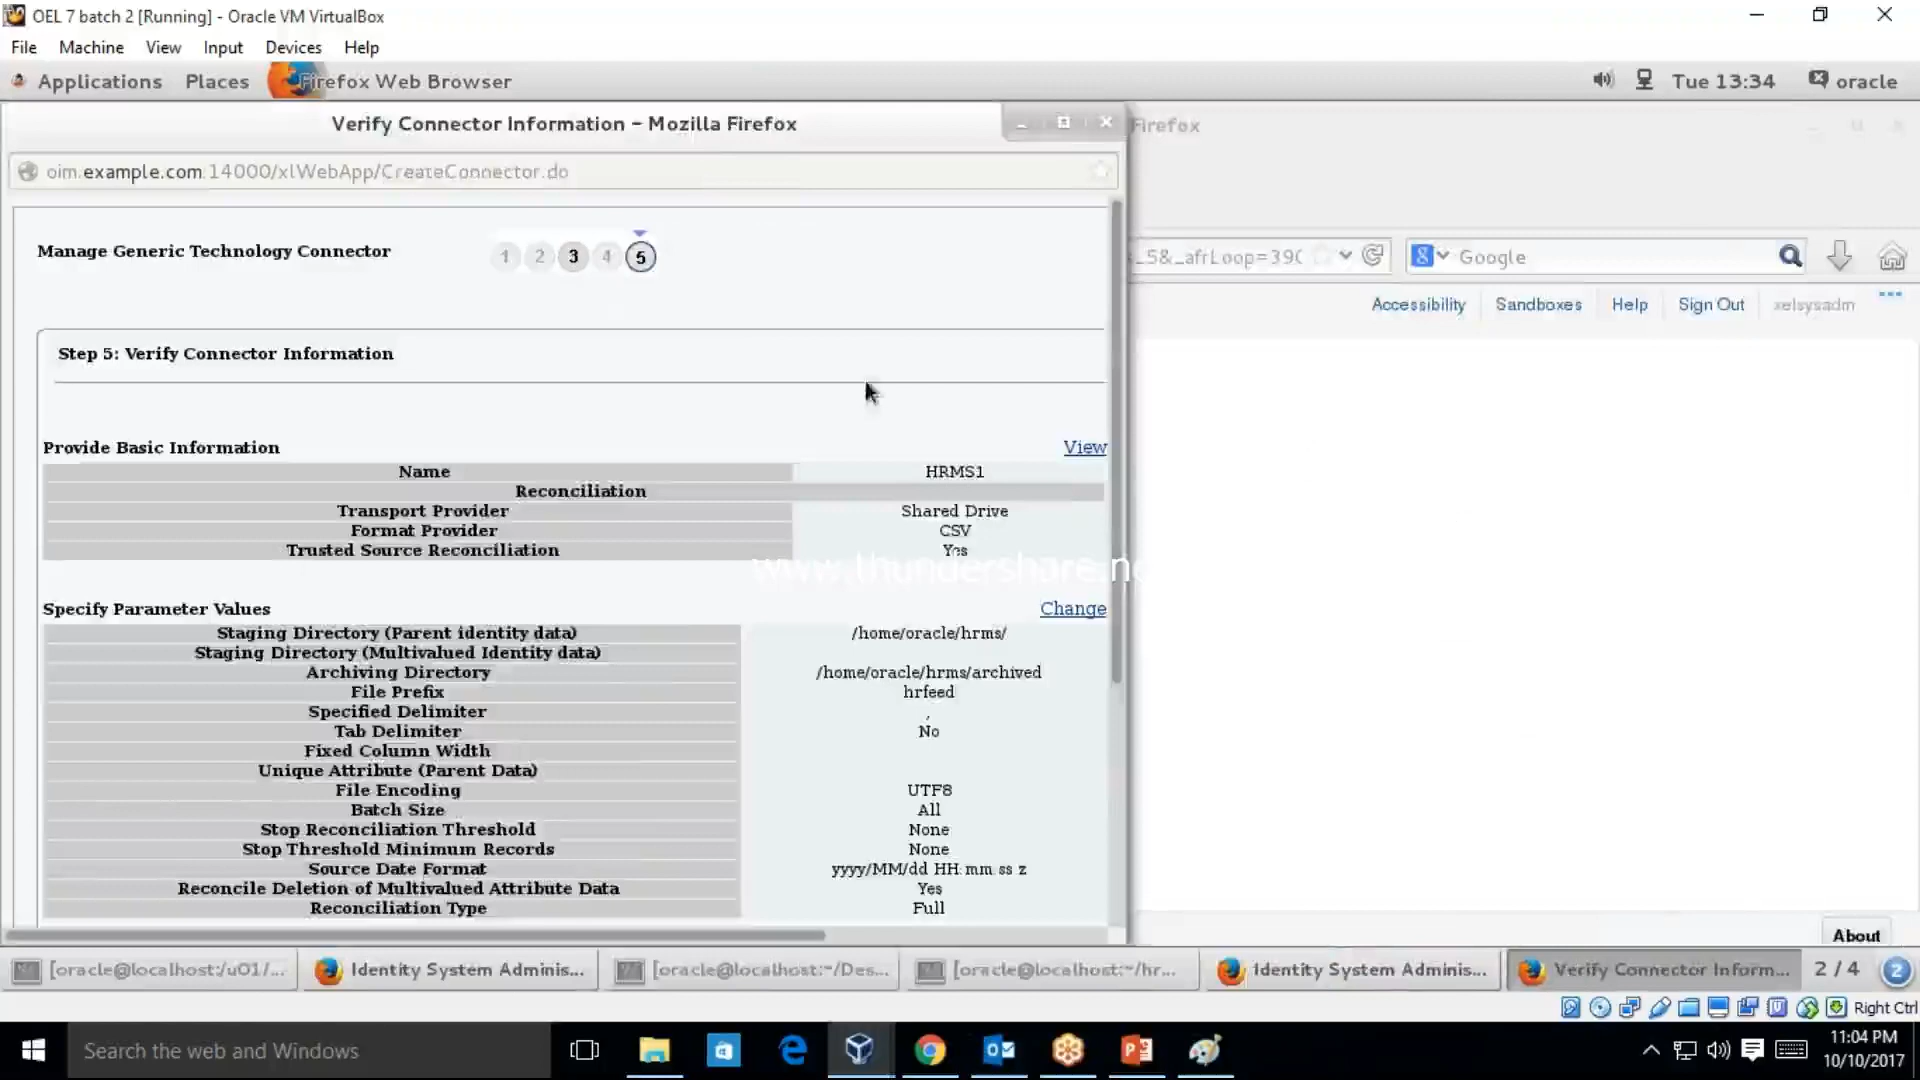 OEL 7 batch 2 [Running] - Oracle VM VirtualBox
File Machine View Input Devices Help
Applications Places Firefox Web Browser Tue 13:34 oracle
Verify Connector Information - Mozilla Firefox
Firefox
oim.example.com:14000/xlWebApp/CreateConnector.do
Manage Generic Technology Connector 1 2 3 4 5
_5&_afrLoop=390 Google
Accessibility Sandboxes Help Sign Out xelsysadm
Step 5: Verify Connector Information
Provide Basic Information View
Name HRMS1
Reconciliation
Transport Provider Shared Drive
Format Provider CSV
Trusted Source Reconciliation Yes
www.thundershare.ne
Specify Parameter Values Change
Staging Directory (Parent identity data) /home/oracle/hrms/
Staging Directory (Multivalued Identity data)
Archiving Directory /home/oracle/hrms/archived
File Prefix hrfeed
Specified Delimiter ,
Tab Delimiter No
Fixed Column Width
Unique Attribute (Parent Data)
File Encoding UTF8
Batch Size All
Stop Reconciliation Threshold None
Stop Threshold Minimum Records None
Source Date Format yyyy/MM/dd HH:mm:ss z
Reconcile Deletion of Multivalued Attribute Data Yes
Reconciliation Type Full
About
[oracle@localhost:/u01/... Identity System Adminis... [oracle@localhost:~/Des... [oracle@localhost:~/hr... Identity System Adminis... Verify Connector Inform... 2 / 4 2
Right Ctrl
Search the web and Windows
11:04 PM
10/10/2017